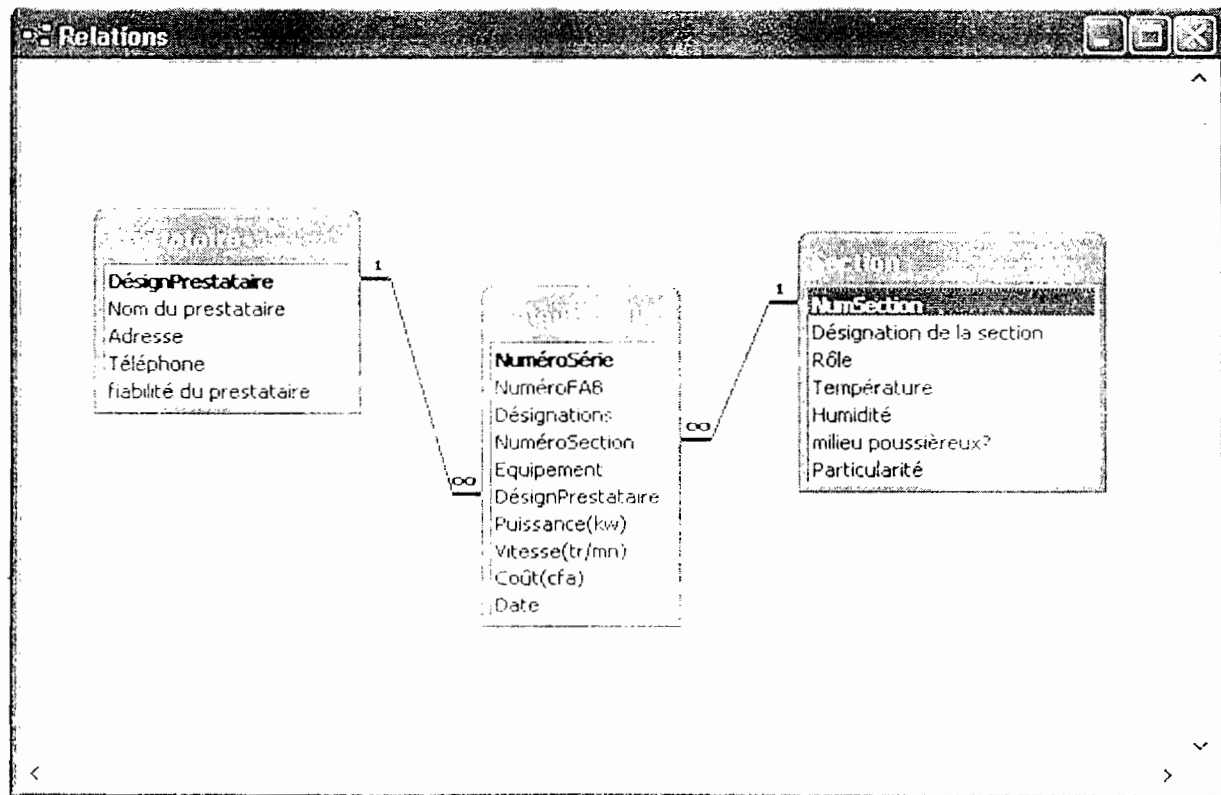 Relations
DésignPrestataire
Nom du prestataire
Adresse
Téléphone
fiabilité du prestataire
1
∞
NuméroSérie
NuméroFAB
Désignations
NuméroSection
Equipement
DésignPrestataire
Puissance(kw)
Vitesse(tr/mn)
Coût(cfa)
Date
∞
1
Section
NumSection
Désignation de la section
Rôle
Température
Humidité
milieu poussièreux?
Particularité